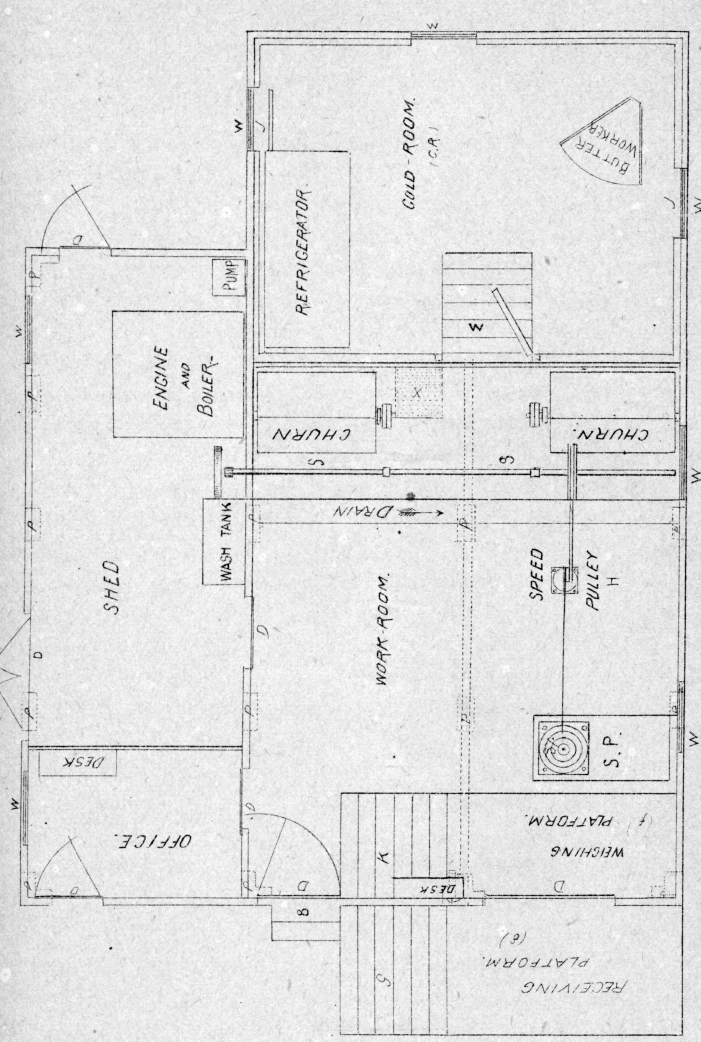 W
W
J
COLD-ROOM.
(C.R.)
BUTTER
WORKER
REFRIGERATOR.
J
W
D
P
PUMP
W
ENGINE
AND
BOILER-
W
P
X
CHURN
CHURN.
S
S
W
WASH TANK
DRAIN
P
P
P
P
SHED
SPEED
PULLEY
H
WORK-ROOM.
D
D
P
P
P
P
S.P.
W
DESK
W
OFFICE.
D
D
P
P
D
K
DESK
WEIGHING
PLATFORM.
(f)
D
B
G
RECEIVING
PLATFORM.
(8)